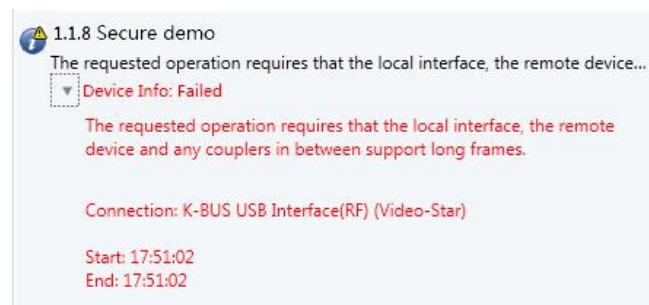 1.1.8 Secure demo
The requested operation requires that the local interface, the remote device...
Device Info: Failed
The requested operation requires that the local interface, the remote
device and any couplers in between support long frames.
Connection: K-BUS USB Interface(RF) (Video-Star)
Start: 17:51:02
End: 17:51:02